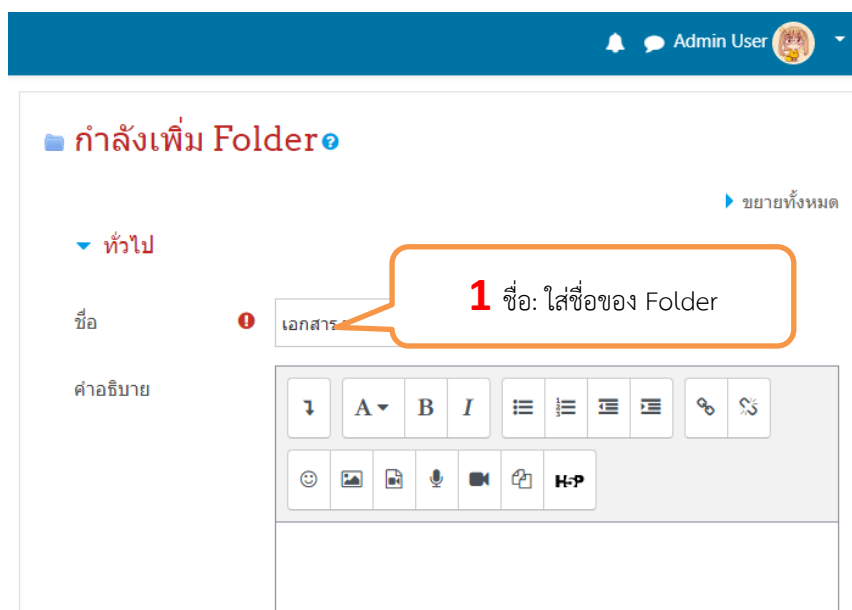 Admin User
กำลังเพิ่ม Folder
ขยายทั้งหมด
ทั่วไป
1 ชื่อ: ใส่ชื่อของ Folder
ชื่อ
เอกสาร
คำอธิบาย
A B I
H5P